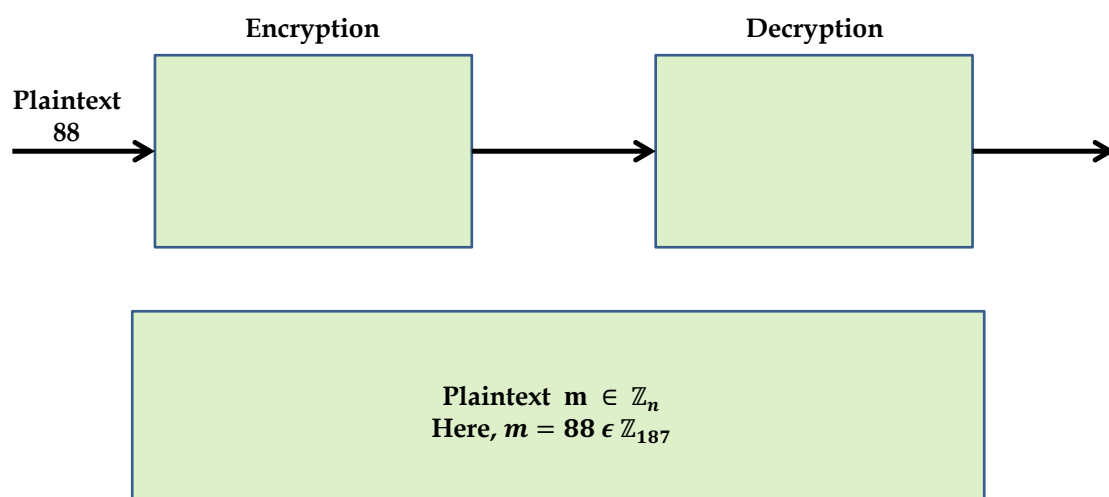 Encryption
Decryption
Plaintext
88
Plaintext m ∈ ℤₙ
Here, m = 88 ϵ ℤ₁₈₇